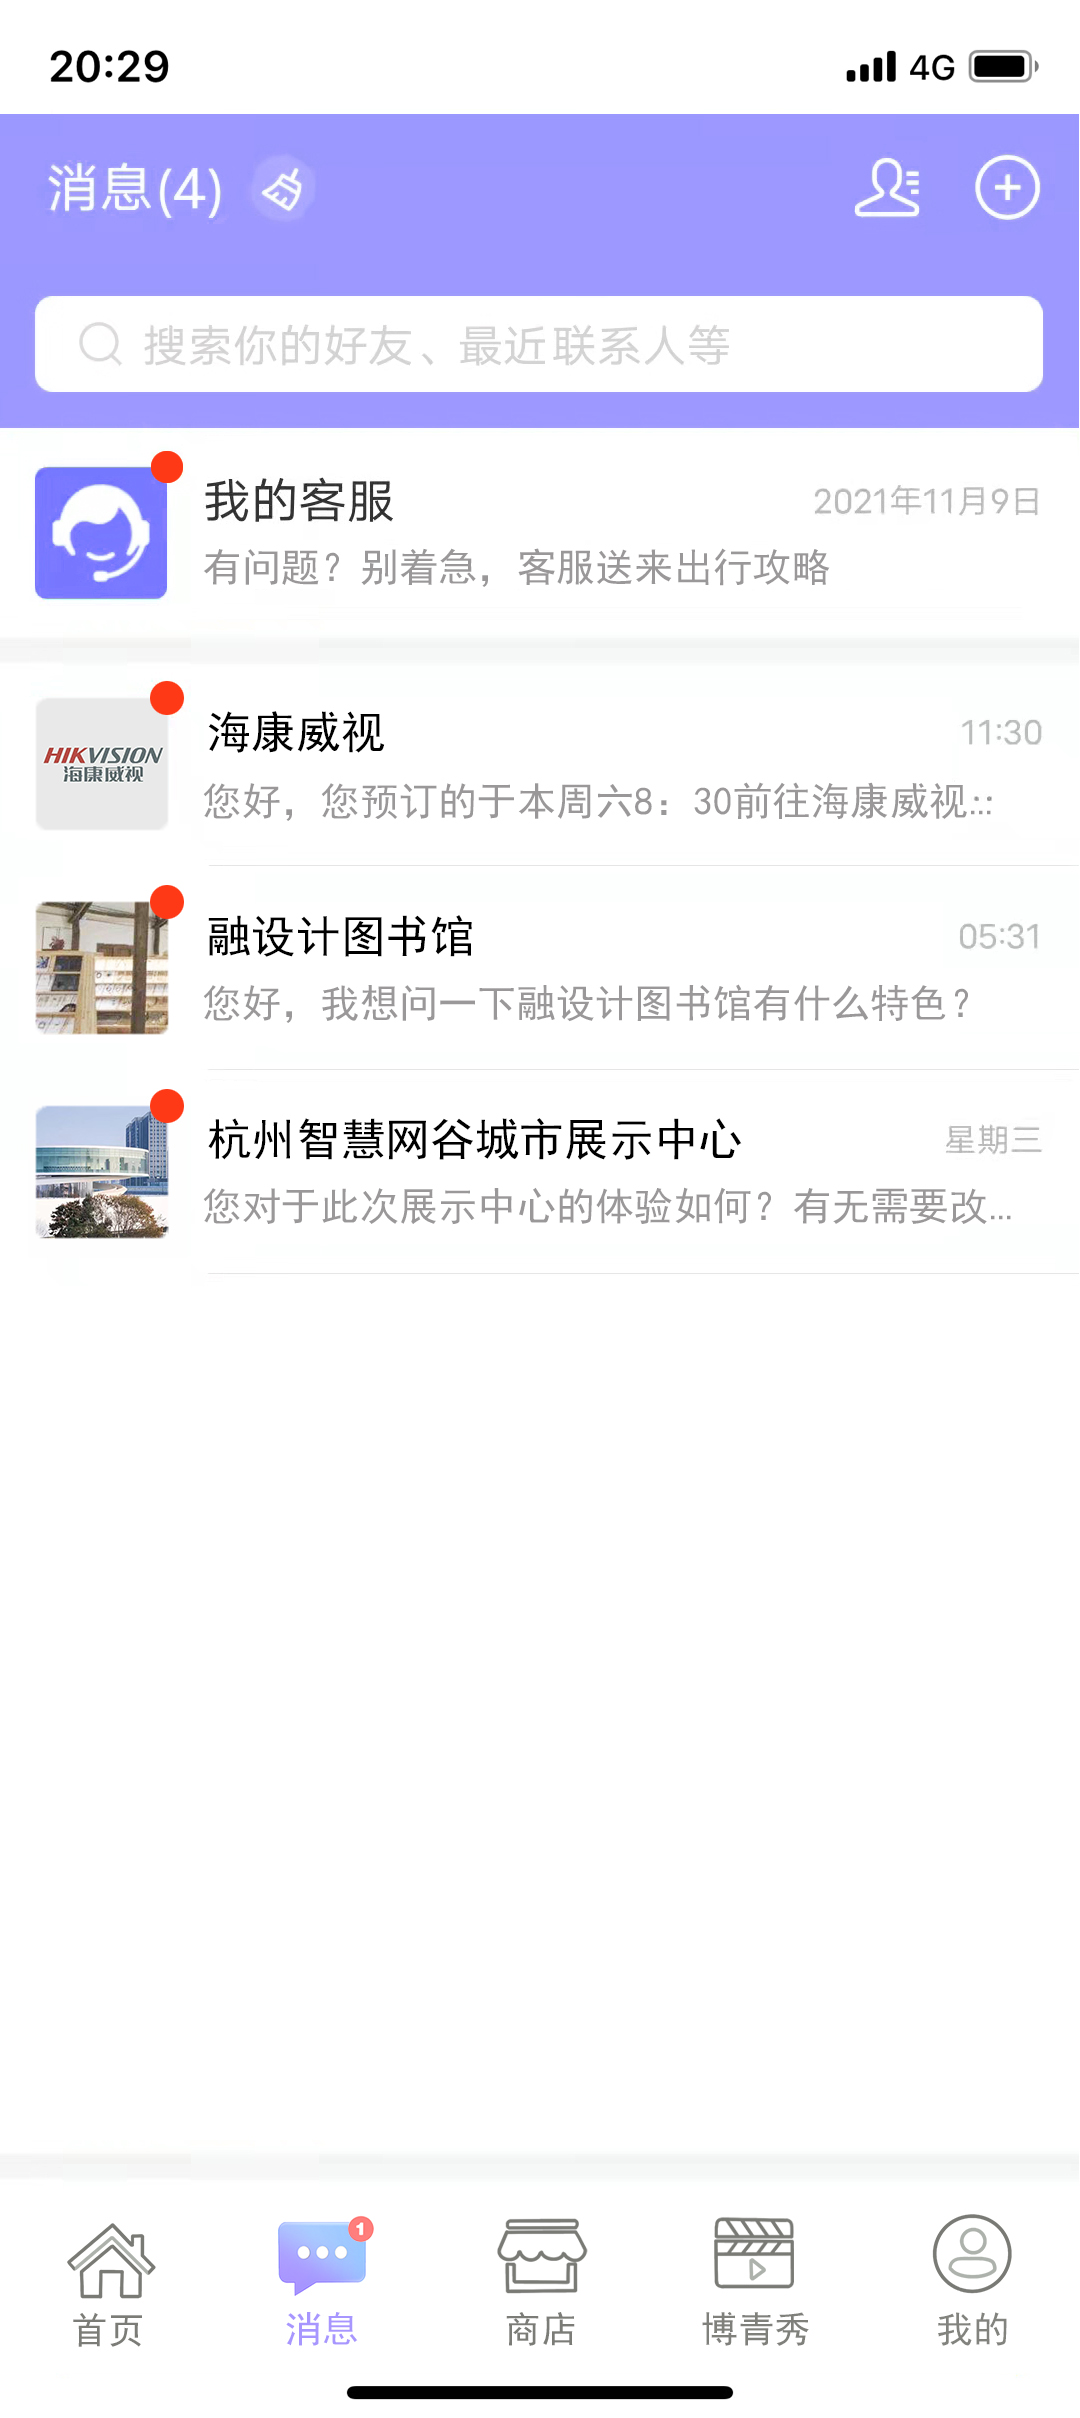 20:29
4G
消息(4)
搜索你的好友、最近联系人等
我的客服
2021年11月9日
有问题？别着急，客服送来出行攻略
HIKVISION
海康威视
海康威视
11:30
您好，您预订的于本周六8：30前往海康威视...
融设计图书馆
05:31
您好，我想问一下融设计图书馆有什么特色？
杭州智慧网谷城市展示中心
星期三
您对于此次展示中心的体验如何？有无需要改...
1
首页
消息
商店
博青秀
我的